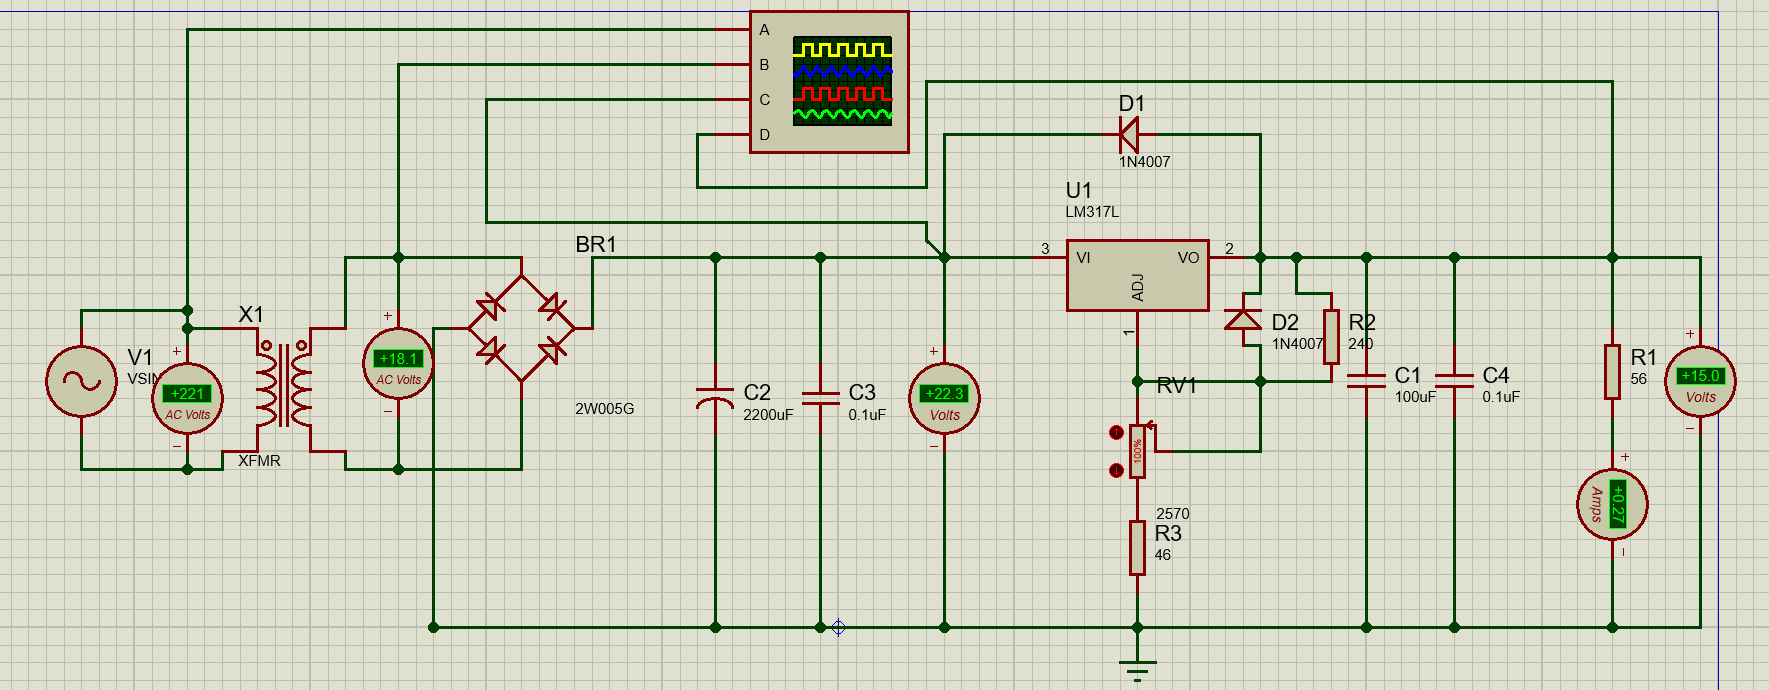 A
B
C
D
D1
1N4007
U1
LM317L
BR1
3
VI
VO
2
ADJ
1
X1
V1
VSIN
+221
AC Volts
XFMR
+18.1
AC Volts
2W005G
C2
2200uF
C3
0.1uF
+22.3
Volts
D2
1N4007
R2
240
RV1
100%
2570
R3
46
C1
100uF
C4
0.1uF
R1
56
+15.0
Volts
+0.27
Amps